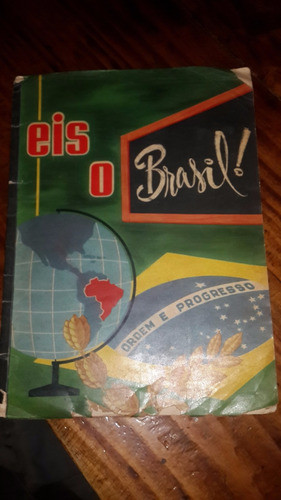 eis
o
Brasil!
ORDEM E PROGRESSO